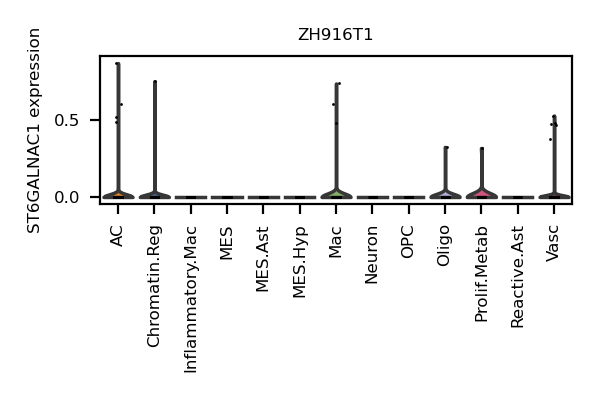 ZH916T1
ST6GALNAC1 expression
0.5
0.0
AC
Chromatin.Reg
Inflammatory.Mac
MES
MES.Ast
MES.Hyp
Mac
Neuron
OPC
Oligo
Prolif.Metab
Reactive.Ast
Vasc